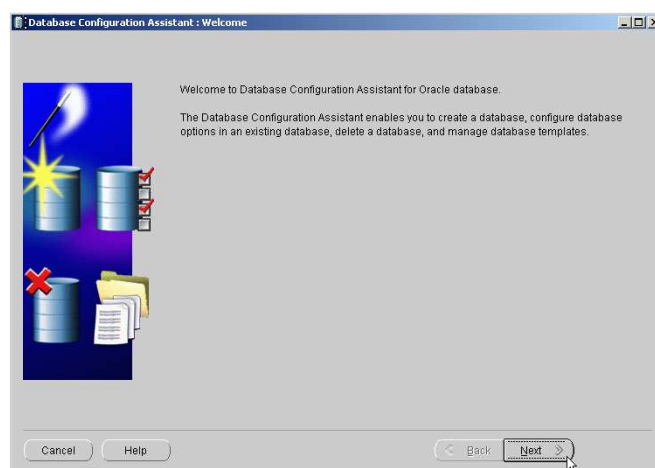 Database Configuration Assistant : Welcome
Welcome to Database Configuration Assistant for Oracle database.
The Database Configuration Assistant enables you to create a database, configure database
options in an existing database, delete a database, and manage database templates.
Cancel
Help
Back
Next